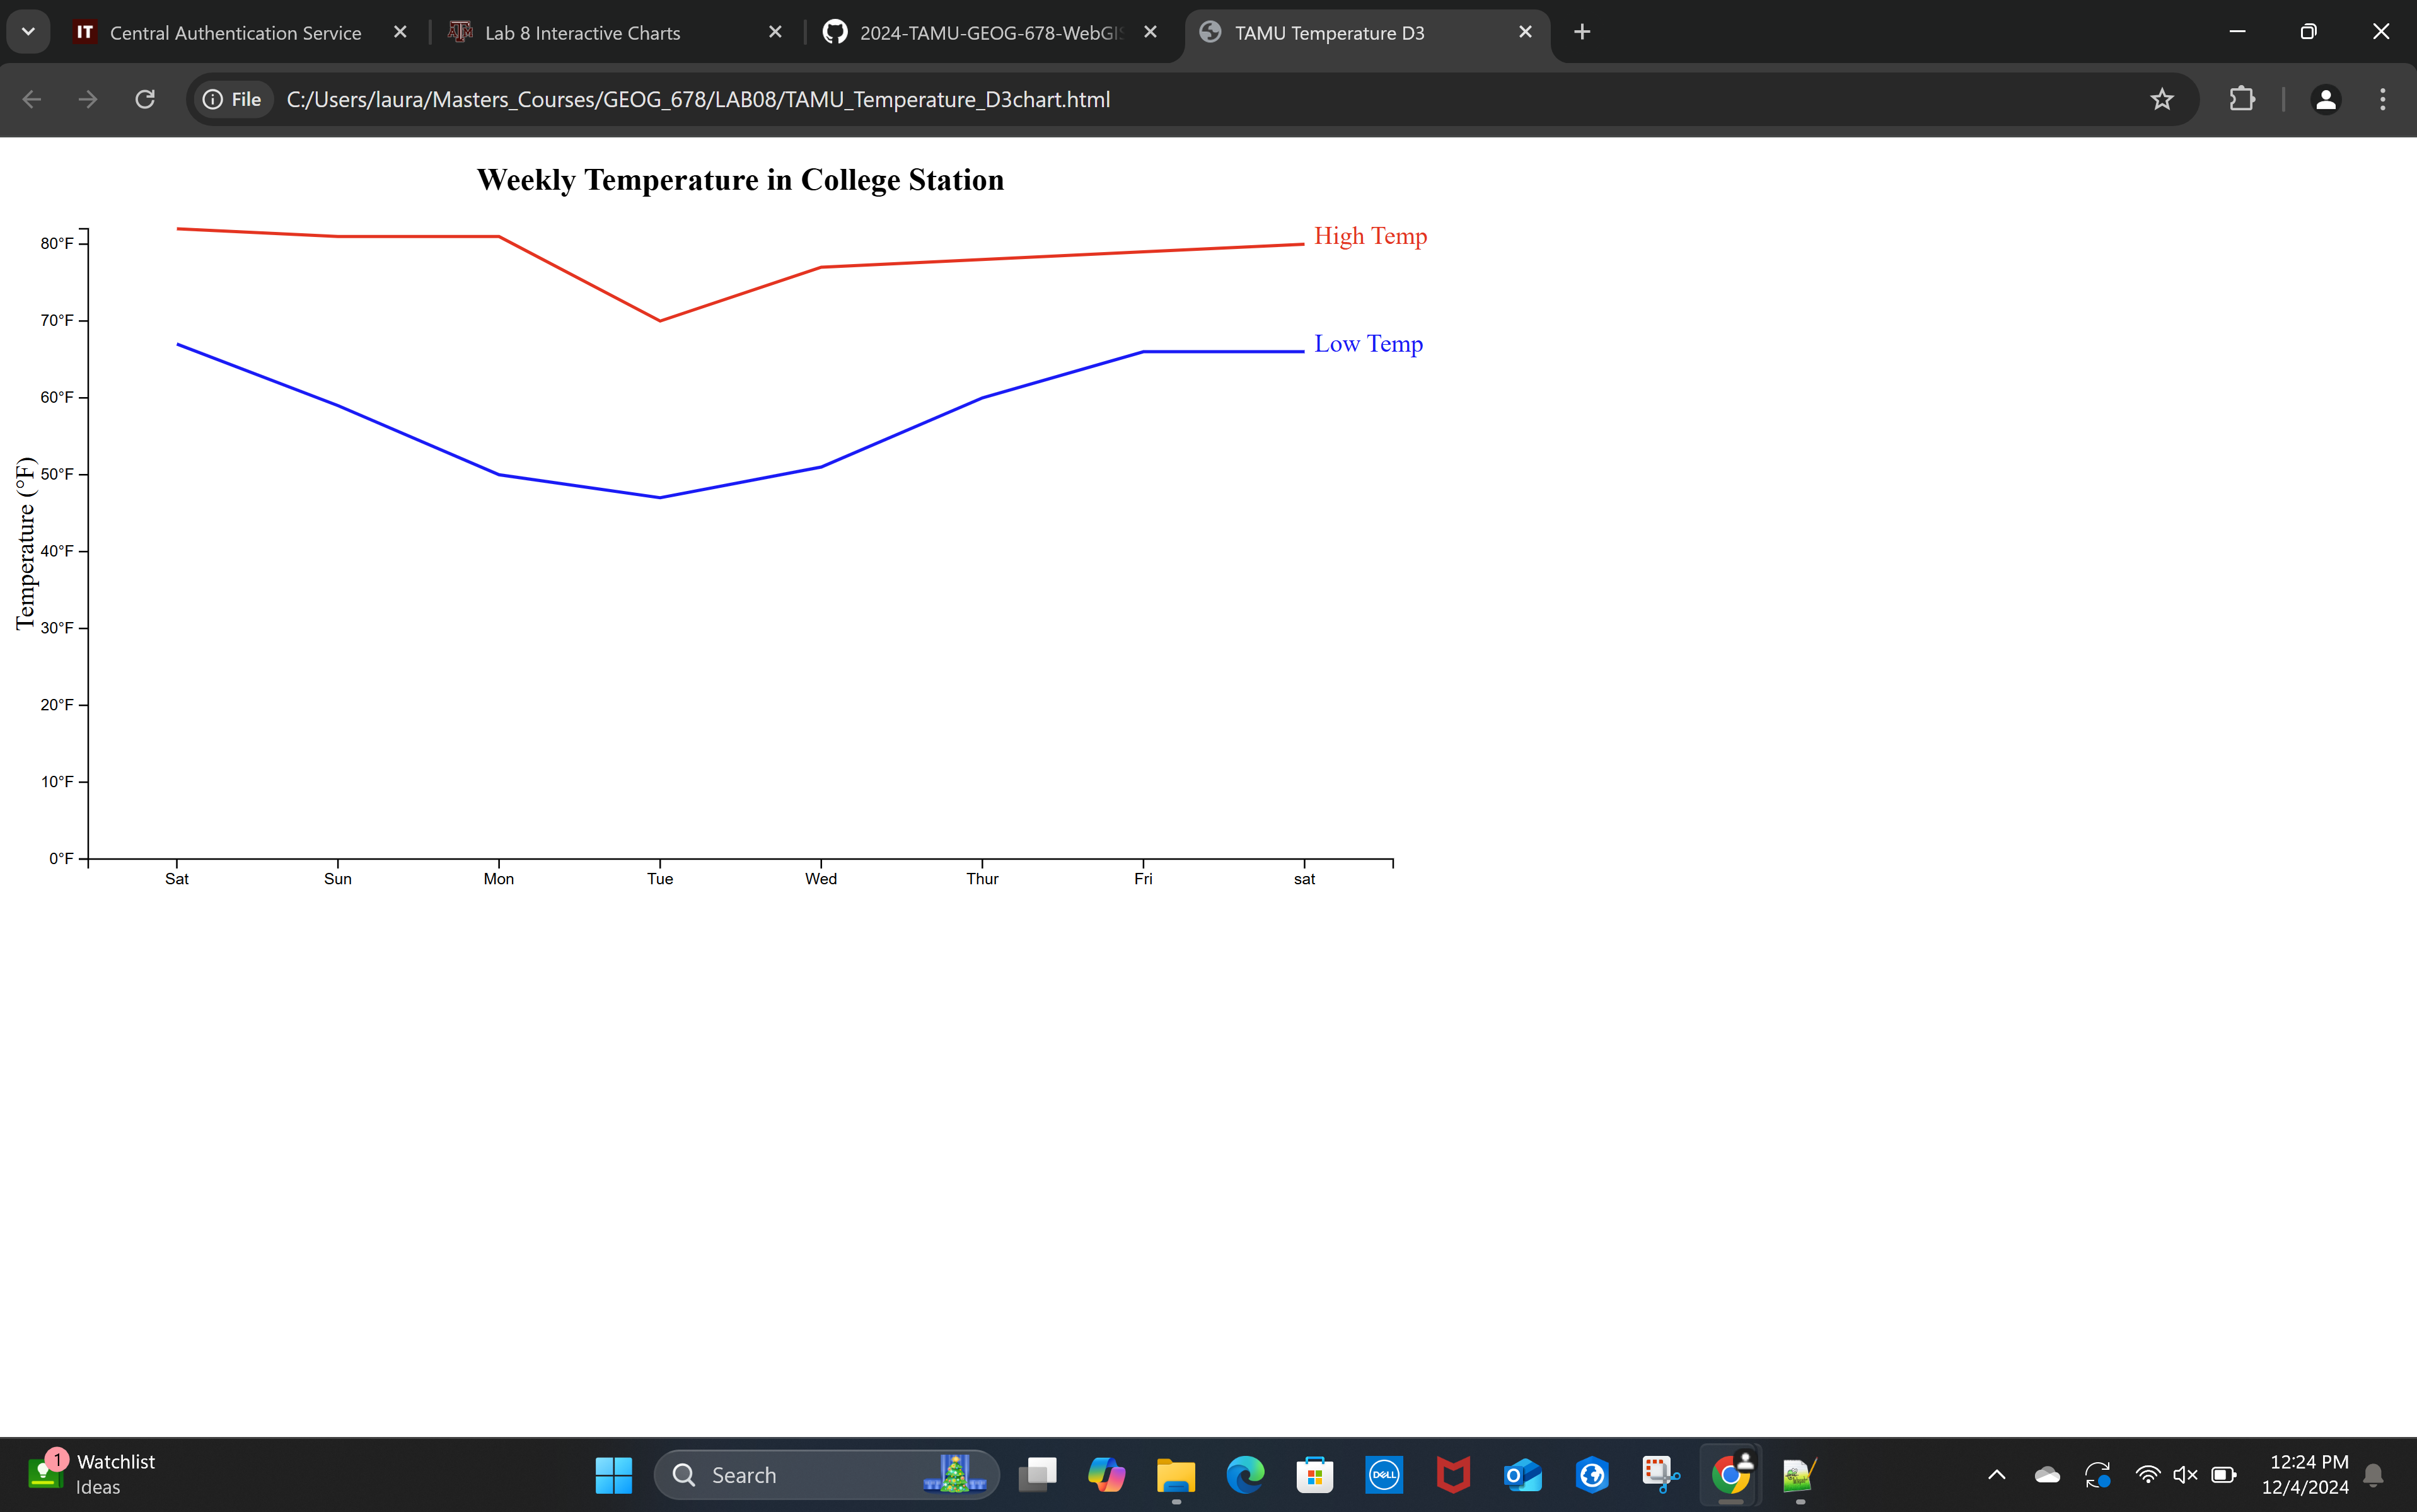 IT Central Authentication Service
Lab 8 Interactive Charts
2024-TAMU-GEOG-678-WebGIS
TAMU Temperature D3
File C:/Users/laura/Masters_Courses/GEOG_678/LAB08/TAMU_Temperature_D3chart.html
Weekly Temperature in College Station
High Temp
Low Temp
Temperature (°F)
80°F
70°F
60°F
50°F
40°F
30°F
20°F
10°F
0°F
Sat Sun Mon Tue Wed Thur Fri sat
1 Watchlist
Ideas
Search
DELL
12:24 PM
12/4/2024